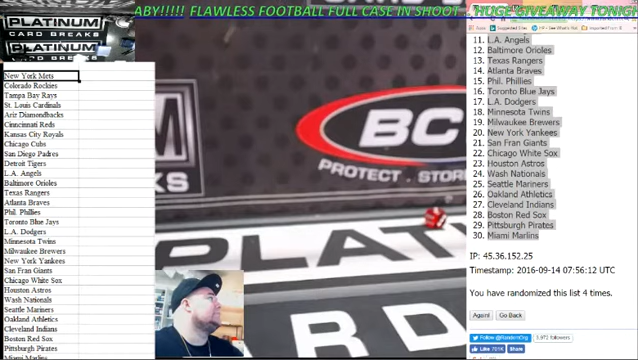 ABY!!!!! FLAWLESS FOOTBALL FULL CASE IN SHOOT
HUGE GIVEAWAY TONIG
PLATINUM
CARD BREAKS
PLATINUM
New York Mets
Colorado Rockies
Tampa Bay Rays
St. Louis Cardinals
Ariz Diamondbacks
Cincinnati Reds
Kansas City Royals
Chicago Cubs
San Diego Padres
Detroit Tigers
L.A. Angels
Baltimore Orioles
Texas Rangers
Atlanta Braves
Phil. Phillies
Toronto Blue Jays
L.A. Dodgers
Minnesota Twins
Milwaukee Brewers
New York Yankees
San Fran Giants
Chicago White Sox
Houston Astros
Wash Nationals
Seattle Mariners
Oakland Athletics
Cleveland Indians
Boston Red Sox
Pittsburgh Pirates
Miami Marlins
BC
PROTECT . STOR
PLATI
RD
11. L.A. Angels
12. Baltimore Orioles
13. Texas Rangers
14. Atlanta Braves
15. Phil. Phillies
16. Toronto Blue Jays
17. L.A. Dodgers
18. Minnesota Twins
19. Milwaukee Brewers
20. New York Yankees
21. San Fran Giants
22. Chicago White Sox
23. Houston Astros
24. Wash Nationals
25. Seattle Mariners
26. Oakland Athletics
27. Cleveland Indians
28. Boston Red Sox
29. Pittsburgh Pirates
30. Miami Marlins
IP: 45.36.152.25
Timestamp: 2016-09-14 07:56:12 UTC
You have randomized this list 4 times.
Again!
Go Back
Follow @RandomOrg
Like 701K
Share